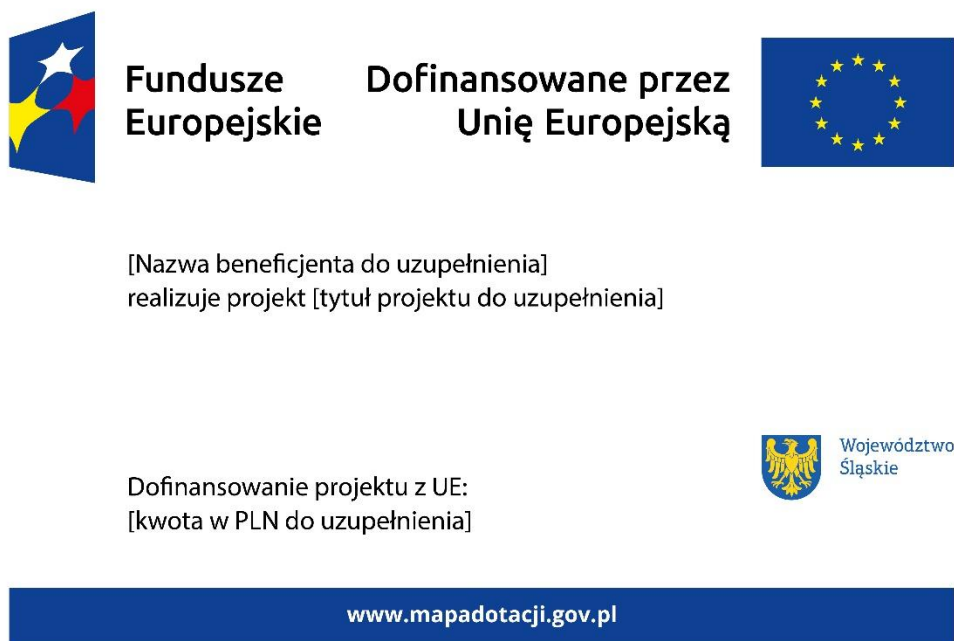 Fundusze
Europejskie
Dofinansowane przez
Unię Europejską
[Nazwa beneficjenta do uzupełnienia]
realizuje projekt [tytuł projektu do uzupełnienia]
Województwo
Śląskie
Dofinansowanie projektu z UE:
[kwota w PLN do uzupełnienia]
www.mapadotacji.gov.pl